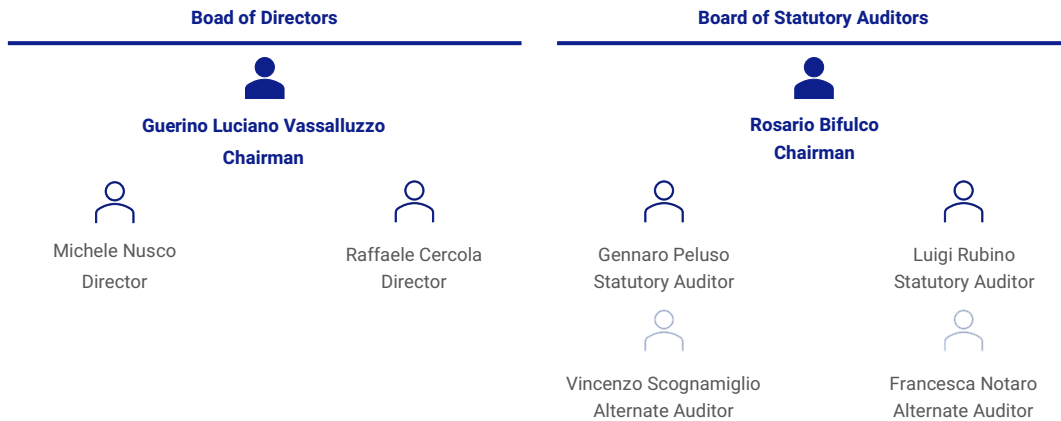 Boad of Directors
Guerino Luciano Vassalluzzo
Chairman
Michele Nusco
Director
Raffaele Cercola
Director
Board of Statutory Auditors
Rosario Bifulco
Chairman
Gennaro Peluso
Statutory Auditor
Luigi Rubino
Statutory Auditor
Vincenzo Scognamiglio
Alternate Auditor
Francesca Notaro
Alternate Auditor